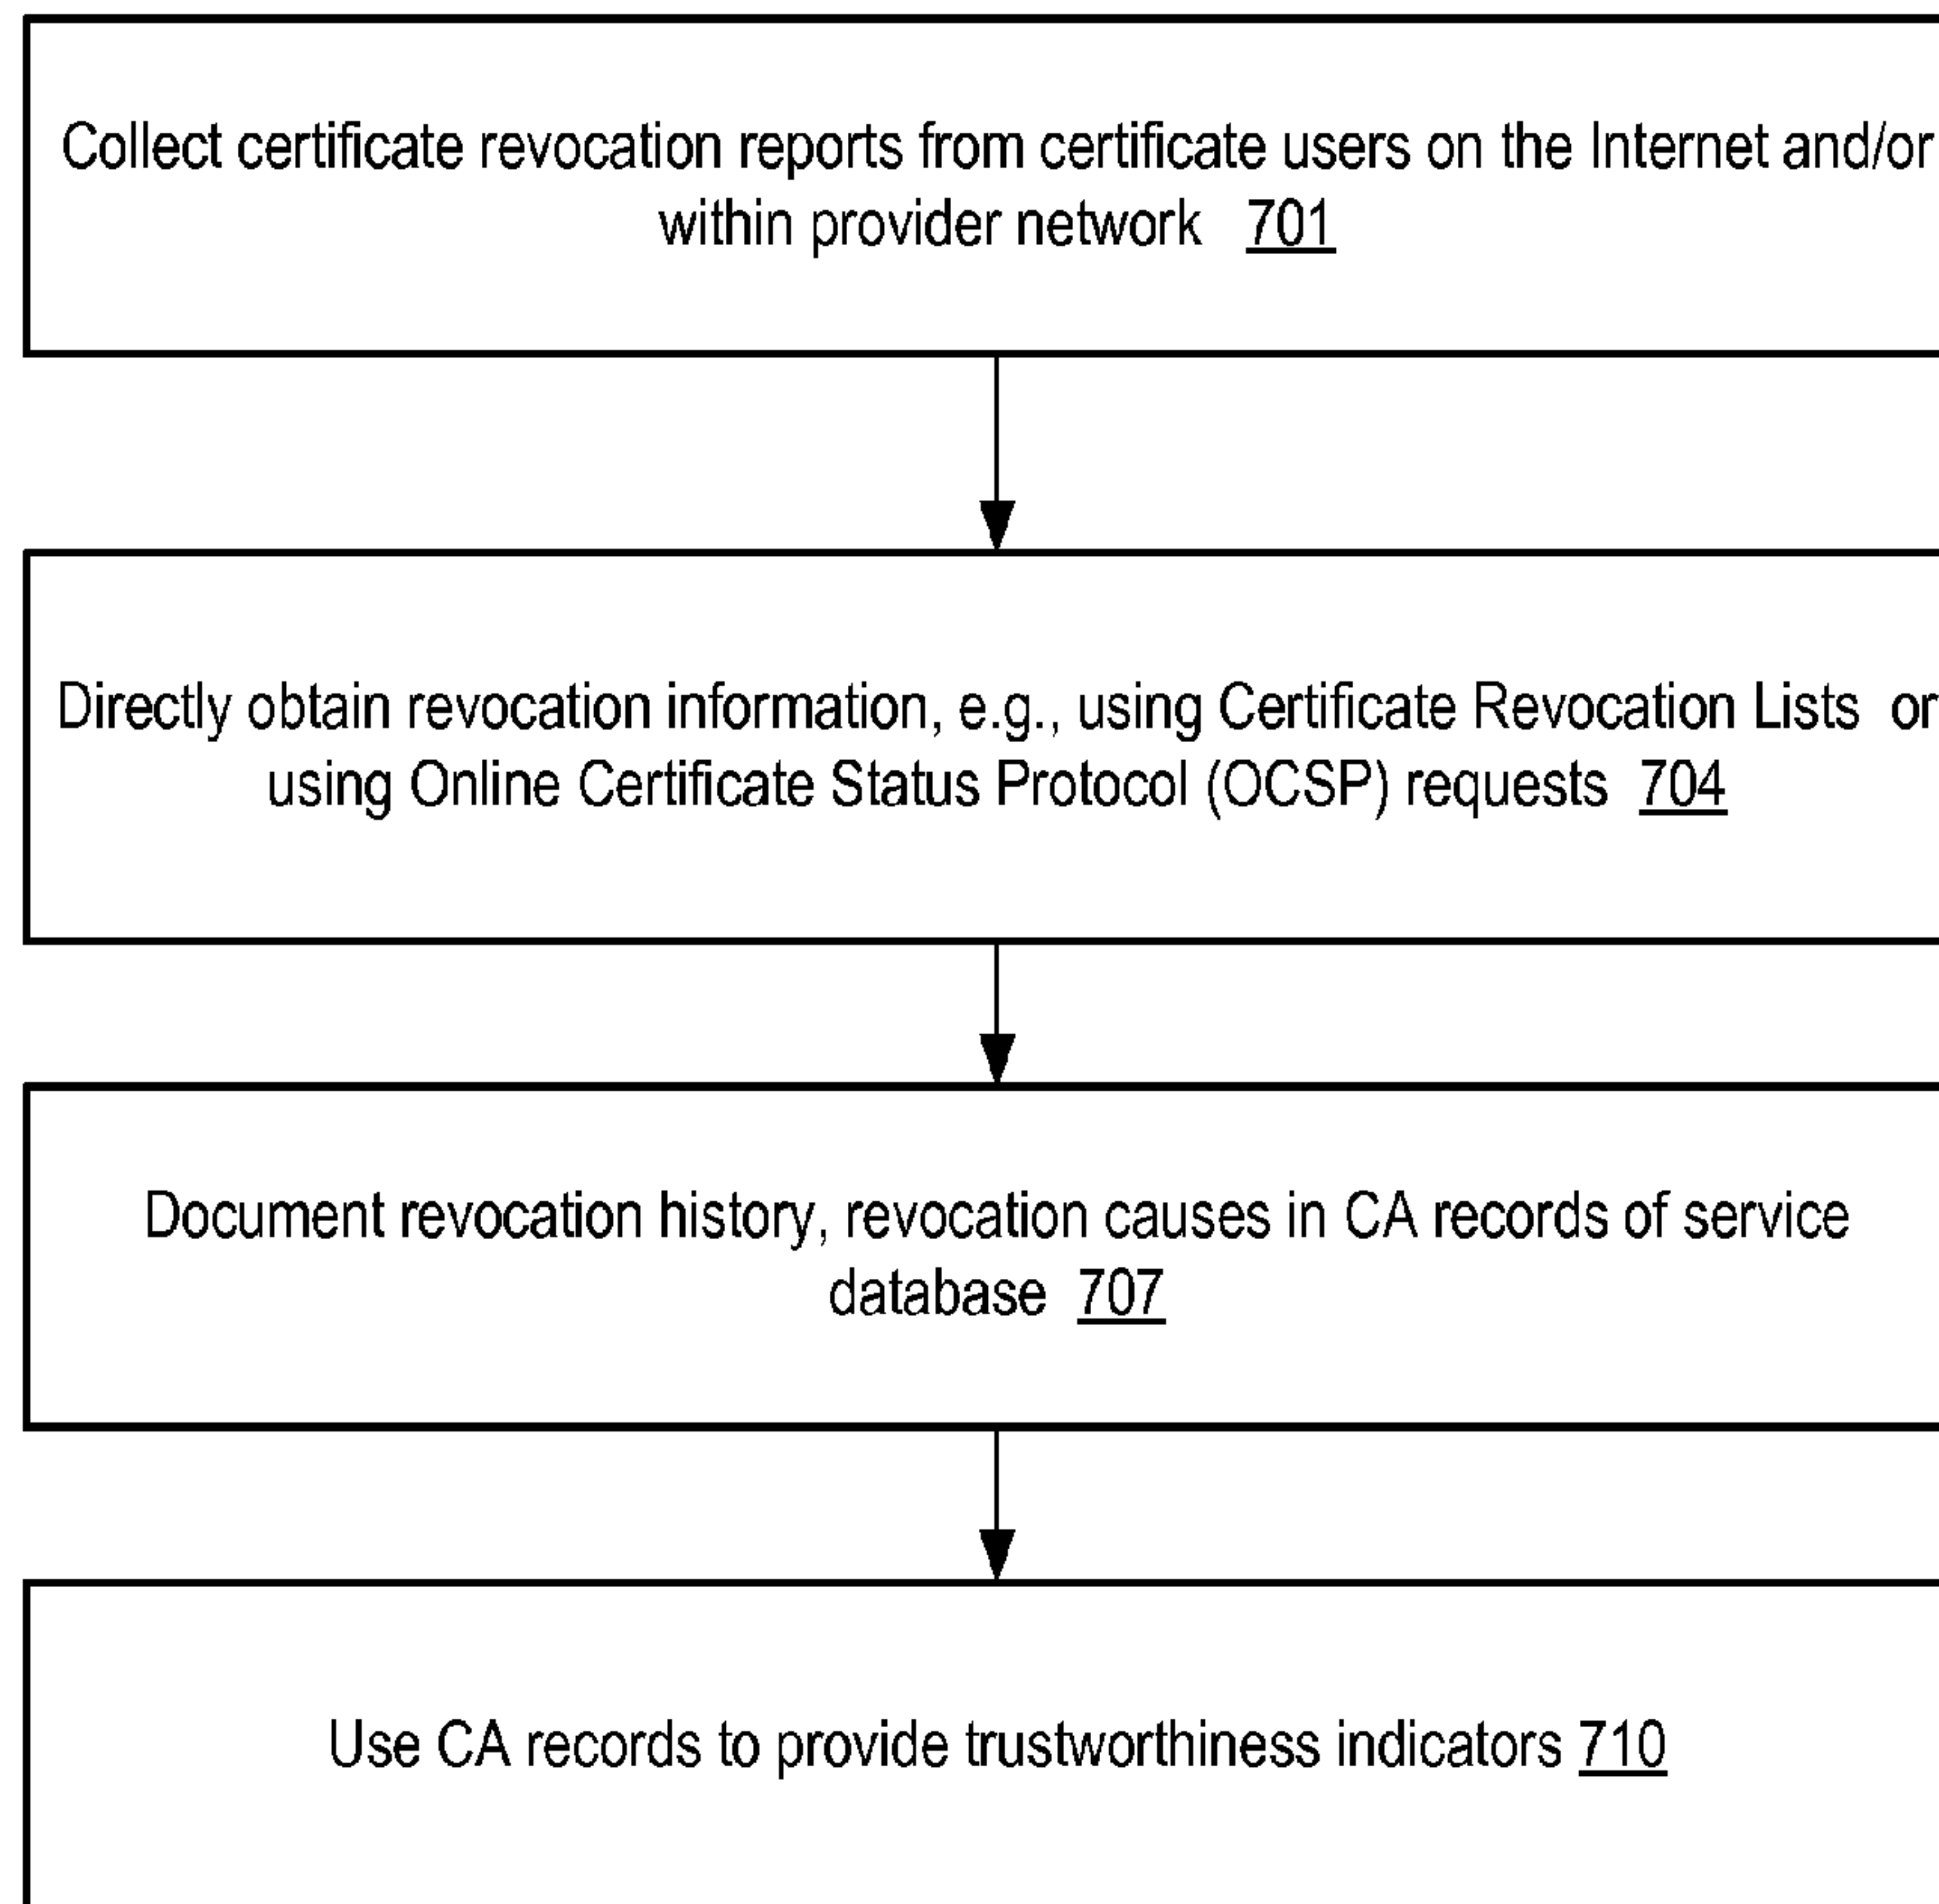 Collect certificate revocation reports from certificate users on the Internet and/or
within provider network 701
Directly obtain revocation information, e.g., using Certificate Revocation Lists or
using Online Certificate Status Protocol (OCSP) requests 704
Document revocation history, revocation causes in CA records of service
database 707
Use CA records to provide trustworthiness indicators 710